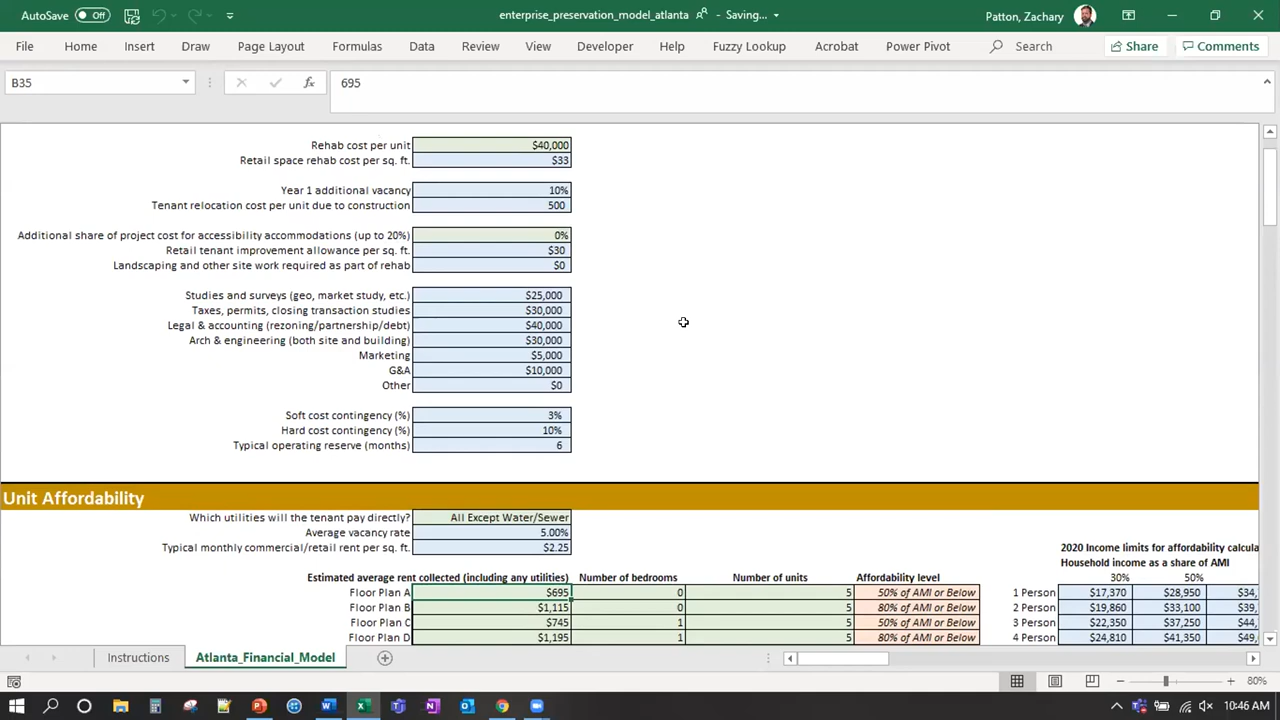 AutoSave Off enterprise_preservation_model_atlanta Saving... Patton, Zachary
File Home Insert Draw Page Layout Formulas Data Review View Developer Help Fuzzy Lookup Acrobat Power Pivot Search Share Comments
B35 fx 695
Rehab cost per unit $40,000
Retail space rehab cost per sq. ft. $33
Year 1 additional vacancy 10%
Tenant relocation cost per unit due to construction 500
Additional share of project cost for accessibility accommodations (up to 20%) 0%
Retail tenant improvement allowance per sq. ft. $30
Landscaping and other site work required as part of rehab $0
Studies and surveys (geo, market study, etc.) $25,000
Taxes, permits, closing transaction studies $30,000
Legal & accounting (rezoning/partnership/debt) $40,000
Arch & engineering (both site and building) $30,000
Marketing $5,000
G&A $10,000
Other $0
Soft cost contingency (%) 3%
Hard cost contingency (%) 10%
Typical operating reserve (months) 6
Unit Affordability
Which utilities will the tenant pay directly? All Except Water/Sewer
Average vacancy rate 5.00%
Typical monthly commercial/retail rent per sq. ft. $2.25 2020 Income limits for affordability calcula
Household income as a share of AMI
Estimated average rent collected (including any utilities) Number of bedrooms Number of units Affordability level 30% 50%
Floor Plan A $695 0 5 50% of AMI or Below 1 Person $17,370 $28,950 $34,
Floor Plan B $1,115 0 5 80% of AMI or Below 2 Person $19,860 $33,100 $39,
Floor Plan C $745 1 5 50% of AMI or Below 3 Person $22,350 $37,250 $44,
Floor Plan D $1,195 1 5 80% of AMI or Below 4 Person $24,810 $41,350 $49,
Instructions Atlanta_Financial_Model
80%
10:46 AM